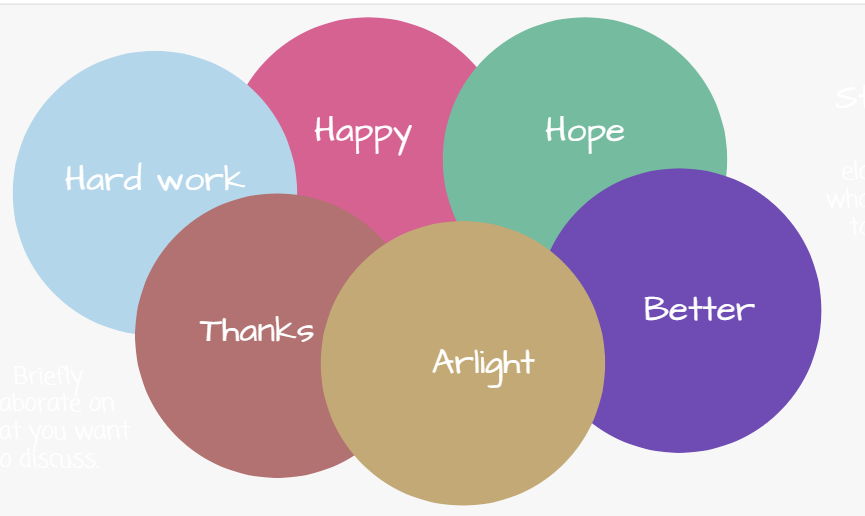 Hard work
Happy
Hope
Thanks
Arlight
Better
Briefly
aborate on
at you want
o discuss.